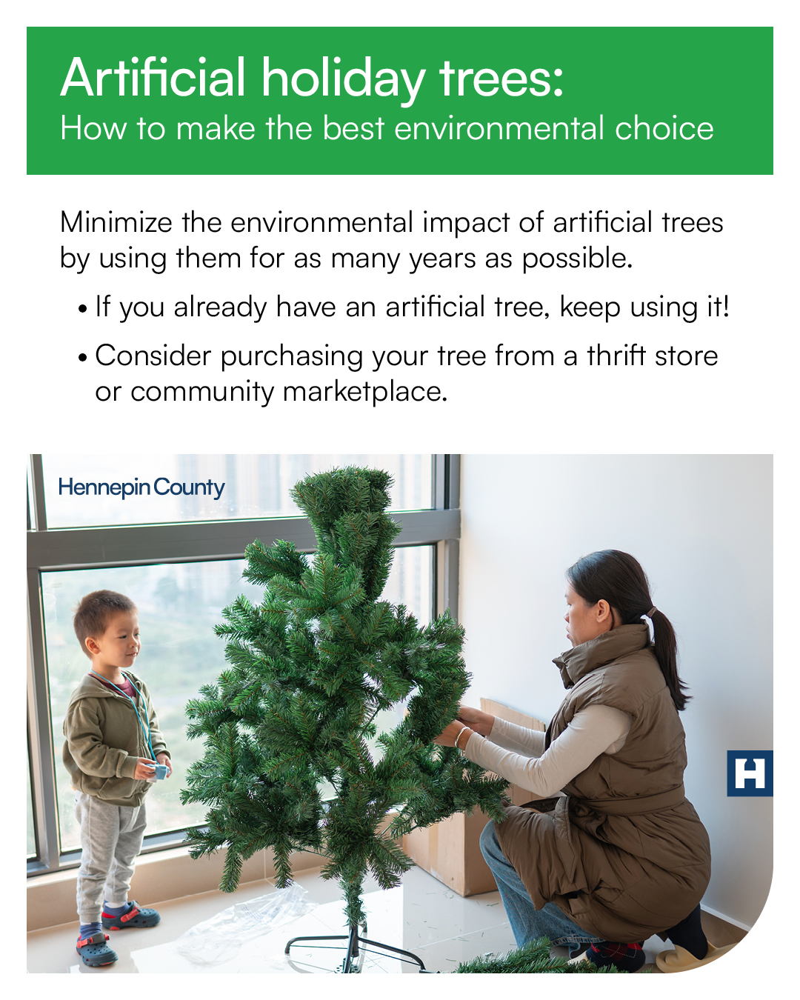 Artificial holiday trees:
How to make the best environmental choice
Minimize the environmental impact of artificial trees
by using them for as many years as possible.
• If you already have an artificial tree, keep using it!
• Consider purchasing your tree from a thrift store
or community marketplace.
Hennepin County
H